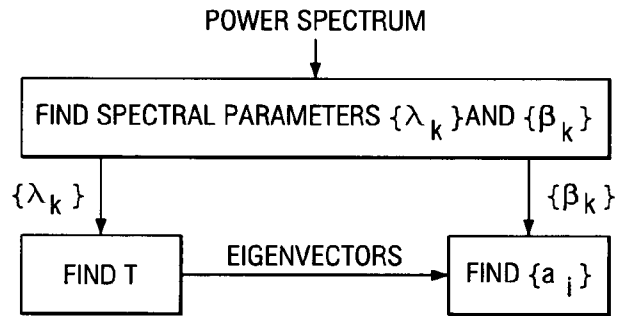 POWER SPECTRUM
FIND SPECTRAL PARAMETERS {λk} AND {βk}
{λk}
{βk}
FIND T
EIGENVECTORS
FIND {ai}